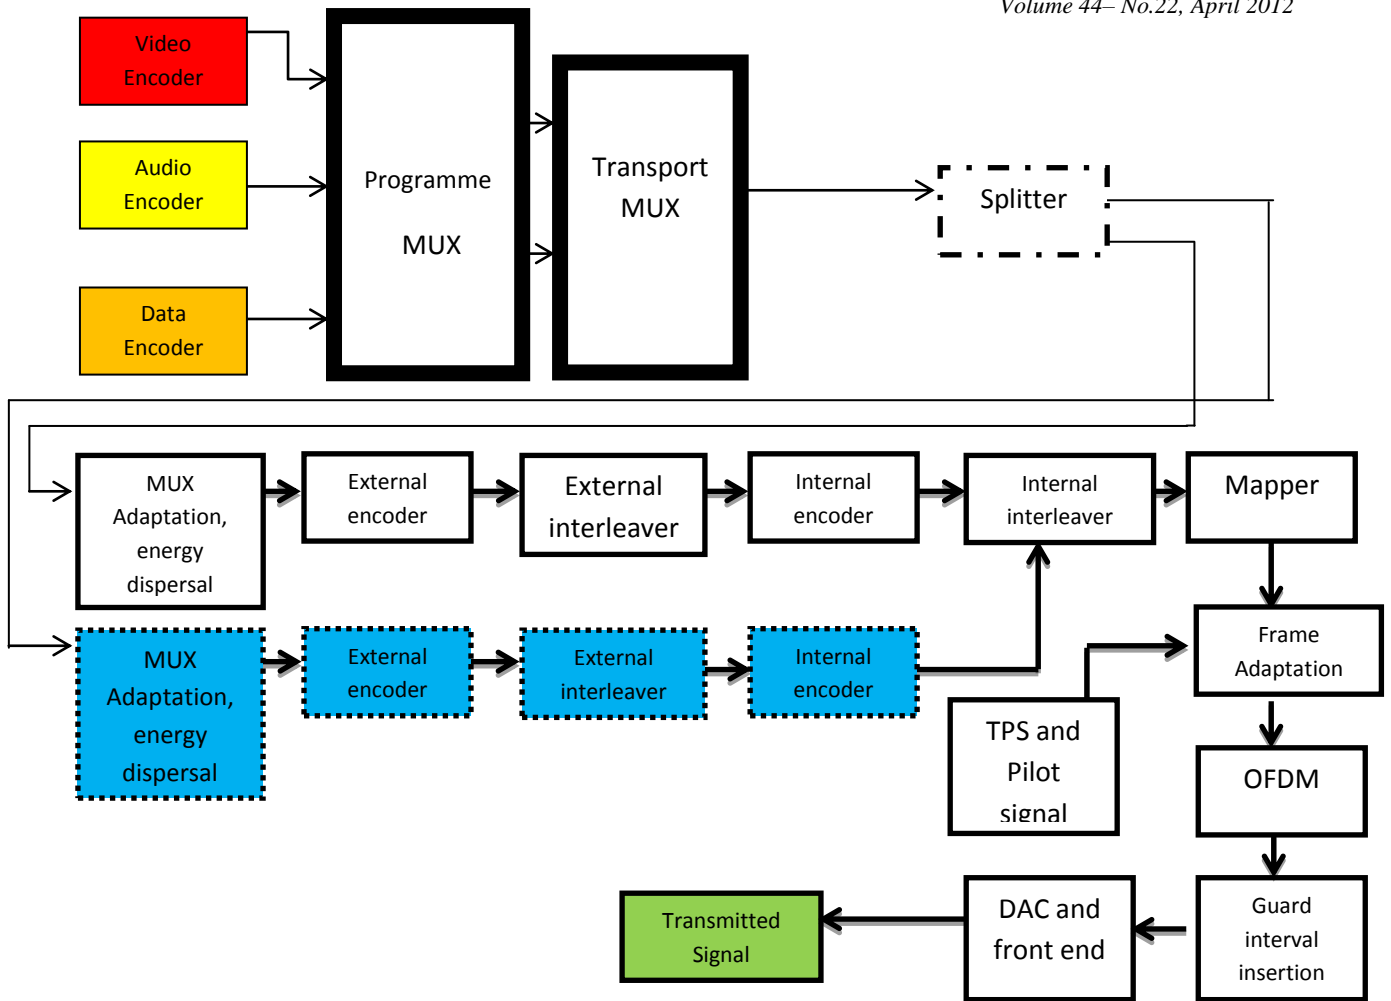 Volume 44– No.22, April 2012
Video
Encoder
Audio
Encoder
Data
Encoder
Programme
MUX
Transport
MUX
Splitter
MUX
Adaptation,
energy
dispersal
External
encoder
External
interleaver
Internal
encoder
Internal
interleaver
Mapper
MUX
Adaptation,
energy
dispersal
External
encoder
External
interleaver
Internal
encoder
Frame
Adaptation
TPS and
Pilot
signal
OFDM
Guard
interval
insertion
DAC and
front end
Transmitted
Signal